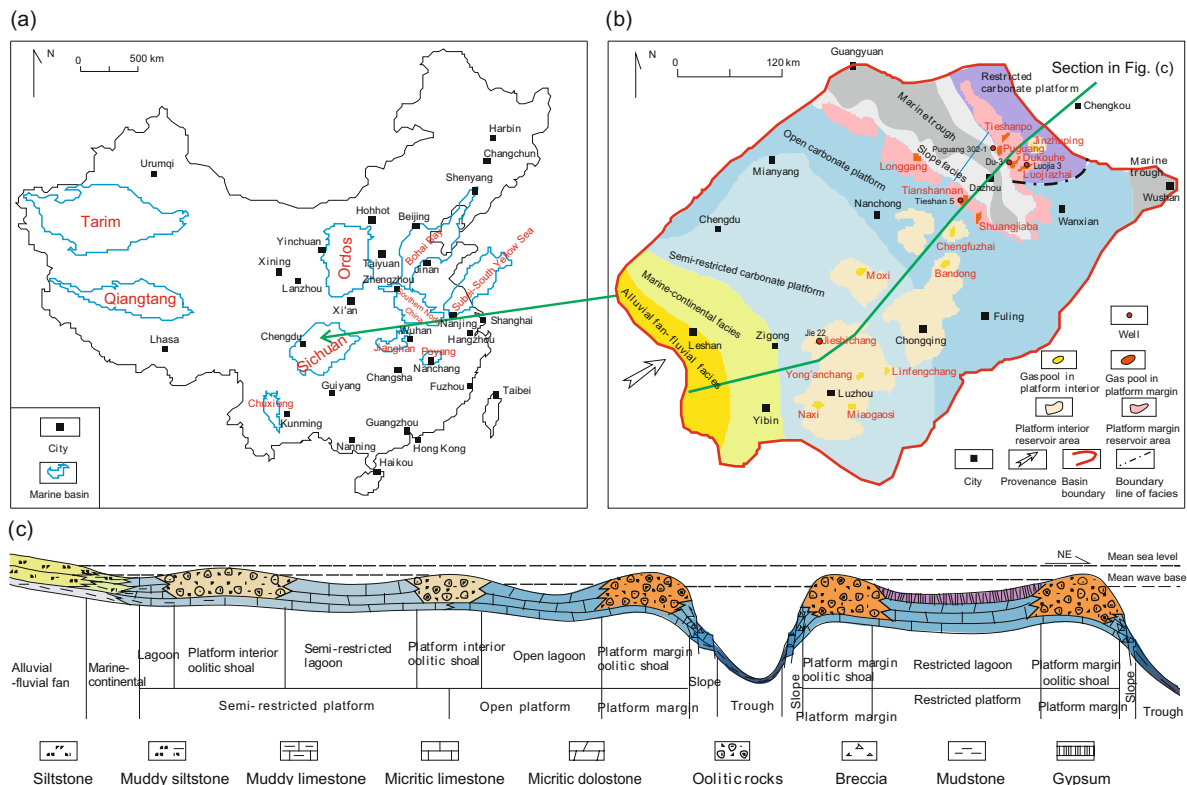 (a)
N
0
500 km
Harbin
Changchun
Urumqi
Shenyang
Tarim
Hohhot
Beijing
Bohai Bay
Yinchuan
Ordos
Taiyuan
Jinan
Subei-South Yellow Sea
Xining
Zhengzhou
Lanzhou
Qiangtang
Southern North China
Xi'an
Nanjing
Shanghai
Chengdu
Wuhan
Hangzhou
Lhasa
Sichuan
Jianghan
Poyang
Nanchang
Changsha
Guiyang
Fuzhou
Taibei
Chuxiong
Kunming
Guangzhou
Nanning
Hong Kong
Haikou
City
Marine basin
(b)
N
0
120 km
Guangyuan
Section in Fig. (c)
Restricted
carbonate platform
Chengkou
Marine trough
Tieshanpo
Jinzhuping
Puguang 302-1
Puguang
Open carbonate platform
Slope facies
Du-3
Dukouhe
Luojia 3
Luojiazhai
Marine
trough
Longgang
Mianyang
Dazhou
Wushan
Tianshannan
Tieshan 5
Nanchong
Wanxian
Chengdu
Shuangjiaba
Chengfuzhai
Semi-restricted carbonate platform
Moxi
Bandong
Marine-continental facies
Alluvial fan-fluvial facies
Fuling
Leshan
Zigong
Jie 22
Jieshichang
Chongqing
Well
Yong'anchang
Linfengchang
Luzhou
Gas pool in
platform interior
Gas pool in
platform margin
Yibin
Naxi
Miaogaosi
Platform interior
reservoir area
Platform margin
reservoir area
City
Provenance
Basin
boundary
Boundary
line of facies
(c)
NE
Mean sea level
Mean wave base
Alluvial
-fluvial fan
Marine-
continental
Lagoon
Platform interior
oolitic shoal
Semi-restricted
lagoon
Platform interior
oolitic shoal
Open lagoon
Platform margin
oolitic shoal
Slope
Trough
Slope
Platform margin
oolitic shoal
Restricted lagoon
Platform margin
oolitic shoal
Slope
Trough
Semi-restricted platform
Open platform
Platform margin
Platform margin
Restricted platform
Platform margin
Siltstone
Muddy siltstone
Muddy limestone
Micritic limestone
Micritic dolostone
Oolitic rocks
Breccia
Mudstone
Gypsum